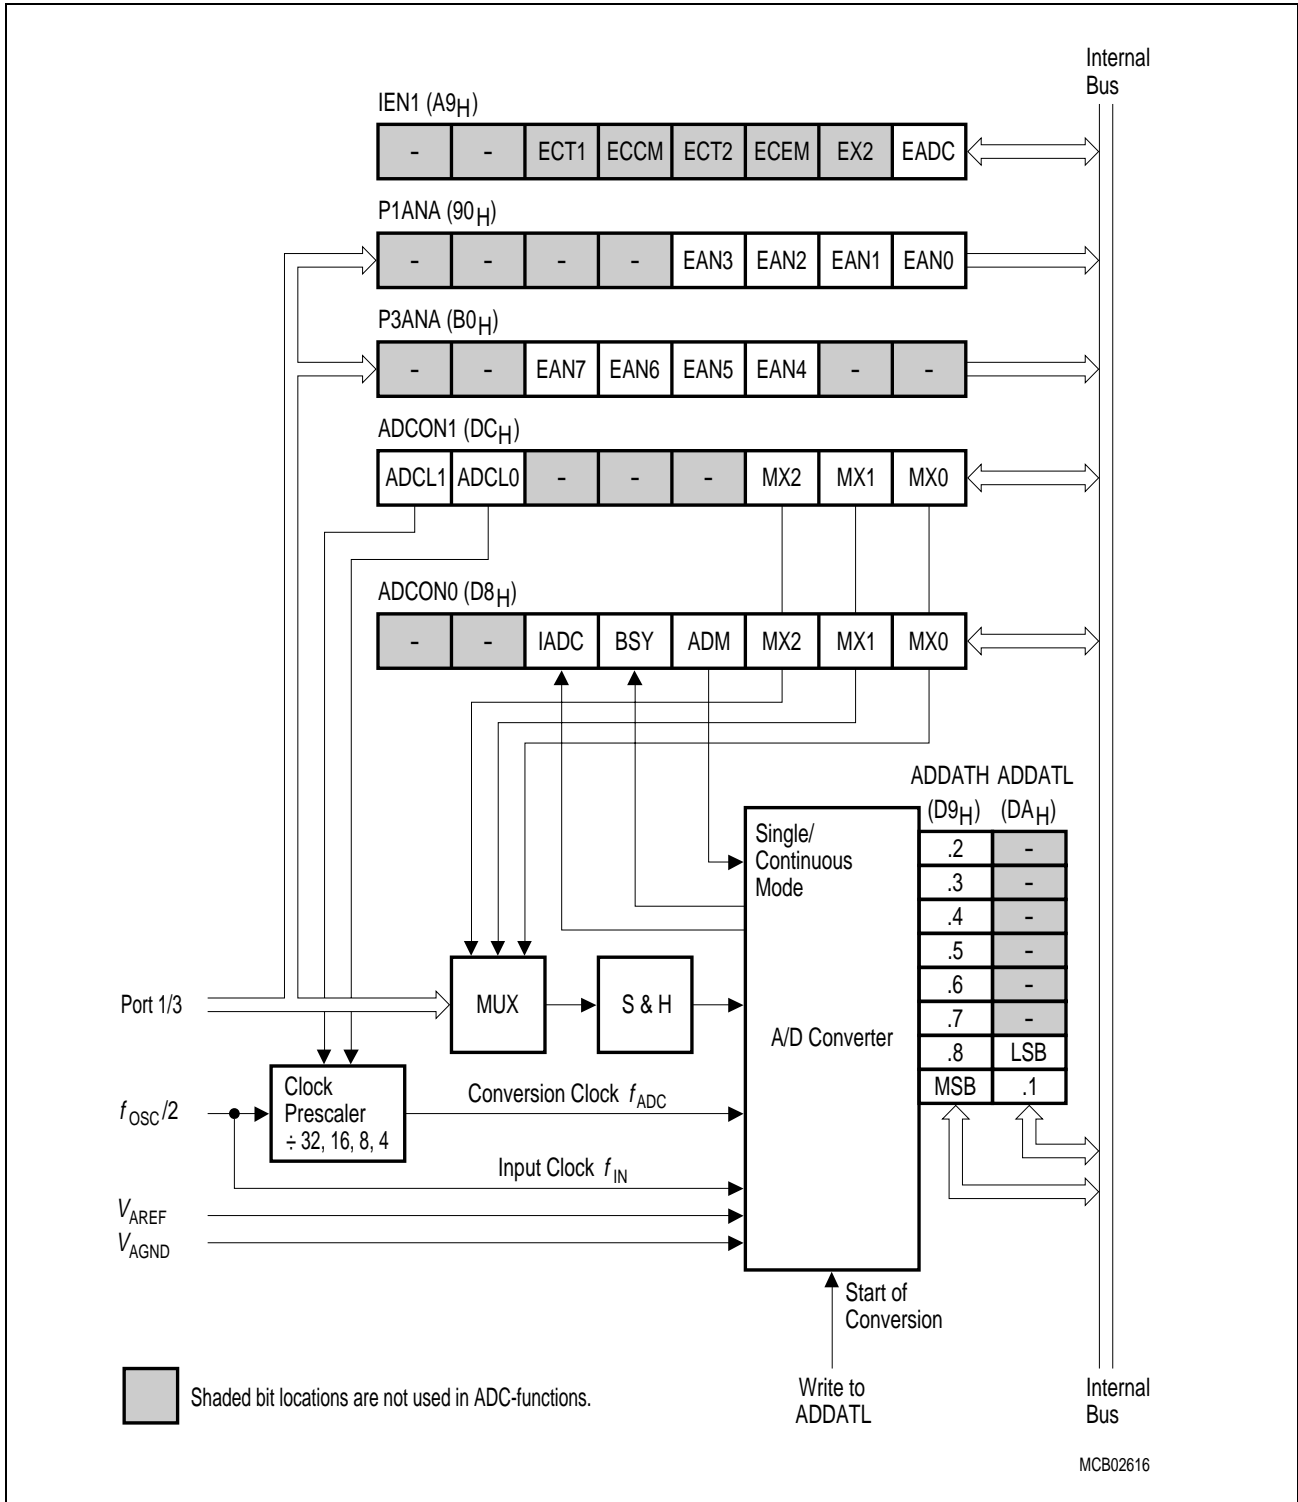 Internal
Bus
IEN1 (A9H)
- - ECT1 ECCM ECT2 ECEM EX2 EADC
P1ANA (90H)
- - - - EAN3 EAN2 EAN1 EAN0
P3ANA (B0H)
- - EAN7 EAN6 EAN5 EAN4 - -
ADCON1 (DCH)
ADCL1 ADCL0 - - - MX2 MX1 MX0
ADCON0 (D8H)
- - IADC BSY ADM MX2 MX1 MX0
ADDATH ADDATL
(D9H) (DAH)
Single/
Continuous
Mode
.2 -
.3 -
.4 -
.5 -
.6 -
.7 -
.8 LSB
MSB .1
Port 1/3
MUX
S & H
A/D Converter
fOSC/2
Clock
Prescaler
÷ 32, 16, 8, 4
Conversion Clock fADC
Input Clock fIN
VAREF
VAGND
Start of
Conversion
Shaded bit locations are not used in ADC-functions.
Write to
ADDATL
Internal
Bus
MCB02616